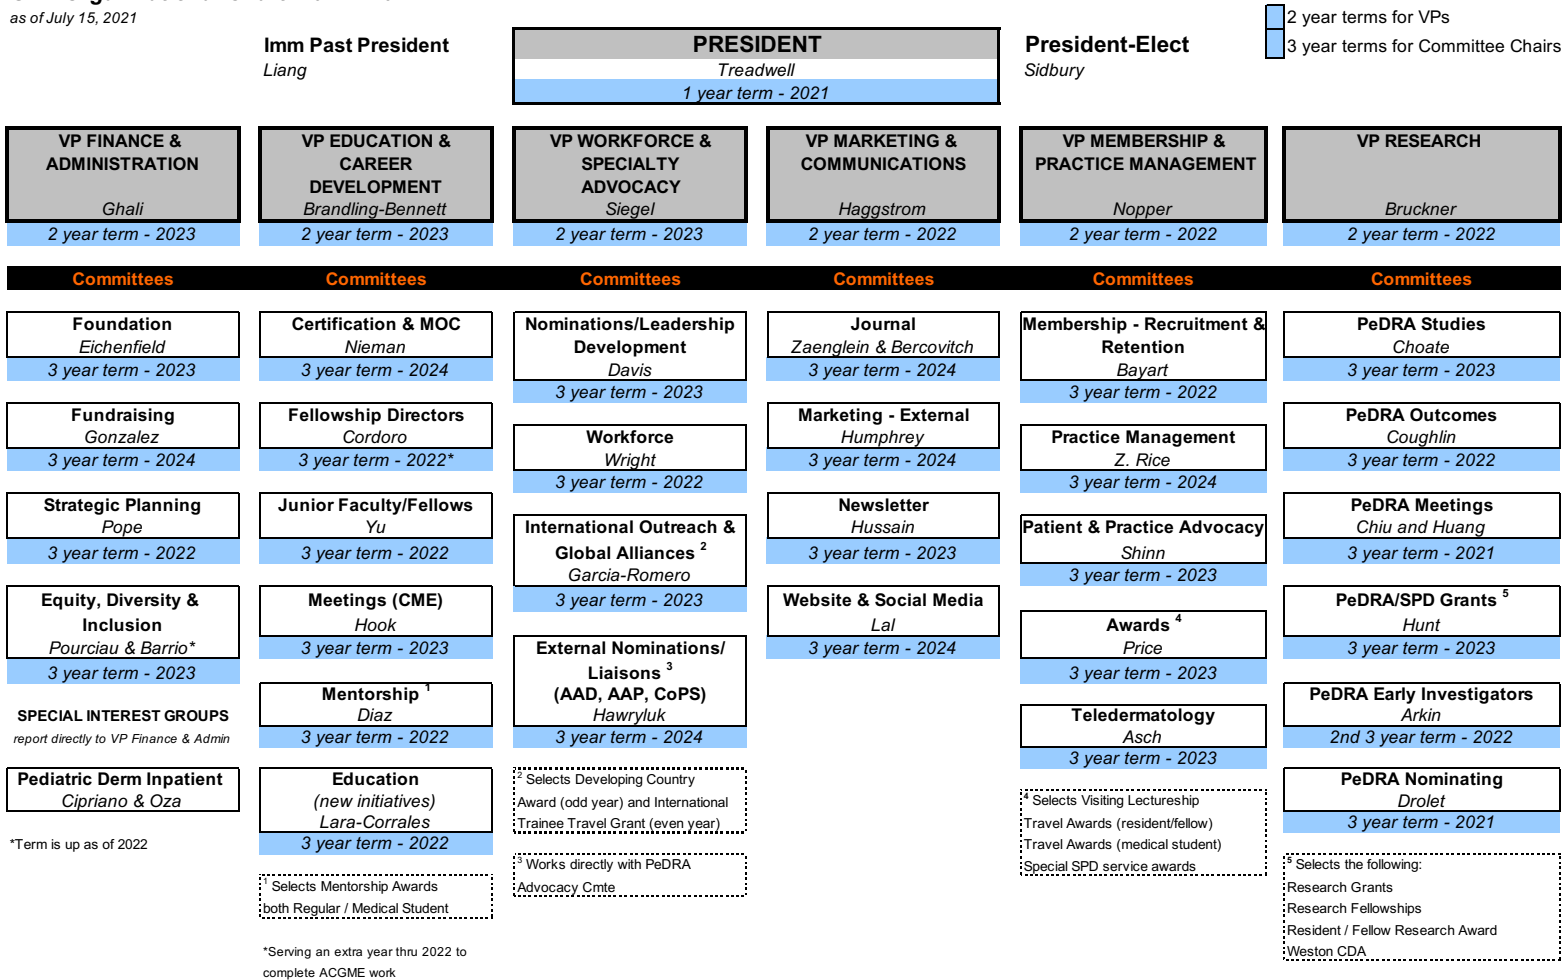 as of July 15, 2021
2 year terms for VPs
3 year terms for Committee Chairs
Imm Past President
Liang
PRESIDENT
Treadwell
1 year term - 2021
President-Elect
Sidbury
VP FINANCE &
ADMINISTRATION
Ghali
2 year term - 2023
VP EDUCATION &
CAREER
DEVELOPMENT
Brandling-Bennett
2 year term - 2023
VP WORKFORCE &
SPECIALTY
ADVOCACY
Siegel
2 year term - 2023
VP MARKETING &
COMMUNICATIONS
Haggstrom
2 year term - 2022
VP MEMBERSHIP &
PRACTICE MANAGEMENT
Nopper
2 year term - 2022
VP RESEARCH
Bruckner
2 year term - 2022
Committees
Committees
Committees
Committees
Committees
Committees
Foundation
Eichenfield
3 year term - 2023
Fundraising
Gonzalez
3 year term - 2024
Strategic Planning
Pope
3 year term - 2022
Equity, Diversity &
Inclusion
Pourciau & Barrio*
3 year term - 2023
SPECIAL INTEREST GROUPS
report directly to VP Finance & Admin
Pediatric Derm Inpatient
Cipriano & Oza
*Term is up as of 2022
Certification & MOC
Nieman
3 year term - 2024
Fellowship Directors
Cordoro
3 year term - 2022*
Junior Faculty/Fellows
Yu
3 year term - 2022
Meetings (CME)
Hook
3 year term - 2023
Mentorship 1
Diaz
3 year term - 2022
Education
(new initiatives)
Lara-Corrales
3 year term - 2022
1 Selects Mentorship Awards
both Regular / Medical Student
*Serving an extra year thru 2022 to
complete ACGME work
Nominations/Leadership
Development
Davis
3 year term - 2023
Workforce
Wright
3 year term - 2022
International Outreach &
Global Alliances 2
Garcia-Romero
3 year term - 2023
External Nominations/
Liaisons 3
(AAD, AAP, CoPS)
Hawryluk
3 year term - 2024
2 Selects Developing Country
Award (odd year) and International
Trainee Travel Grant (even year)
3 Works directly with PeDRA
Advocacy Cmte
Journal
Zaenglein & Bercovitch
3 year term - 2024
Marketing - External
Humphrey
3 year term - 2024
Newsletter
Hussain
3 year term - 2023
Website & Social Media
Lal
3 year term - 2024
Membership - Recruitment &
Retention
Bayart
3 year term - 2022
Practice Management
Z. Rice
3 year term - 2024
Patient & Practice Advocacy
Shinn
3 year term - 2023
Awards 4
Price
3 year term - 2023
Teledermatology
Asch
3 year term - 2023
4 Selects Visiting Lectureship
Travel Awards (resident/fellow)
Travel Awards (medical student)
Special SPD service awards
PeDRA Studies
Choate
3 year term - 2023
PeDRA Outcomes
Coughlin
3 year term - 2022
PeDRA Meetings
Chiu and Huang
3 year term - 2021
PeDRA/SPD Grants 5
Hunt
3 year term - 2023
PeDRA Early Investigators
Arkin
2nd 3 year term - 2022
PeDRA Nominating
Drolet
3 year term - 2021
5 Selects the following:
Research Grants
Research Fellowships
Resident / Fellow Research Award
Weston CDA